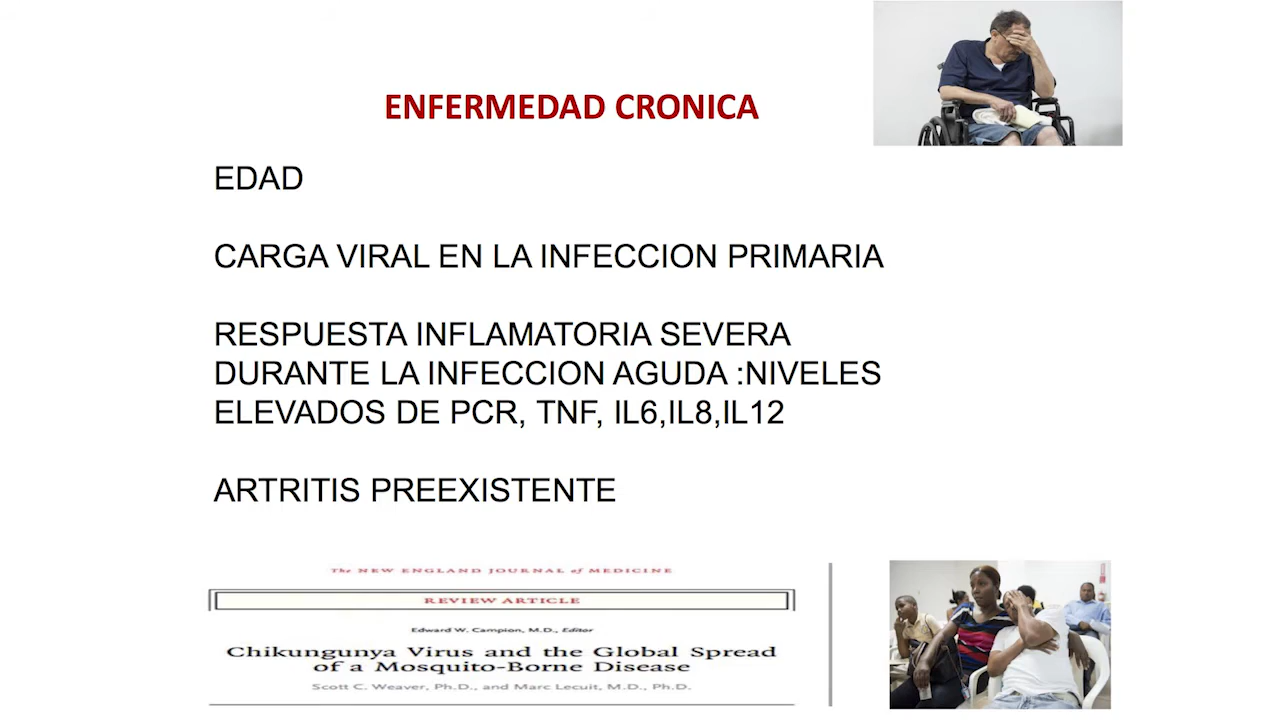 ENFERMEDAD CRONICA
EDAD
CARGA VIRAL EN LA INFECCION PRIMARIA
RESPUESTA INFLAMATORIA SEVERA
DURANTE LA INFECCION AGUDA :NIVELES
ELEVADOS DE PCR, TNF, IL6,IL8,IL12
ARTRITIS PREEXISTENTE
The NEW ENGLAND JOURNAL of MEDICINE
REVIEW ARTICLE
Edward W. Campion, M.D., Editor
Chikungunya Virus and the Global Spread
of a Mosquito-Borne Disease
Scott C. Weaver, Ph.D., and Marc Lecuit, M.D., Ph.D.